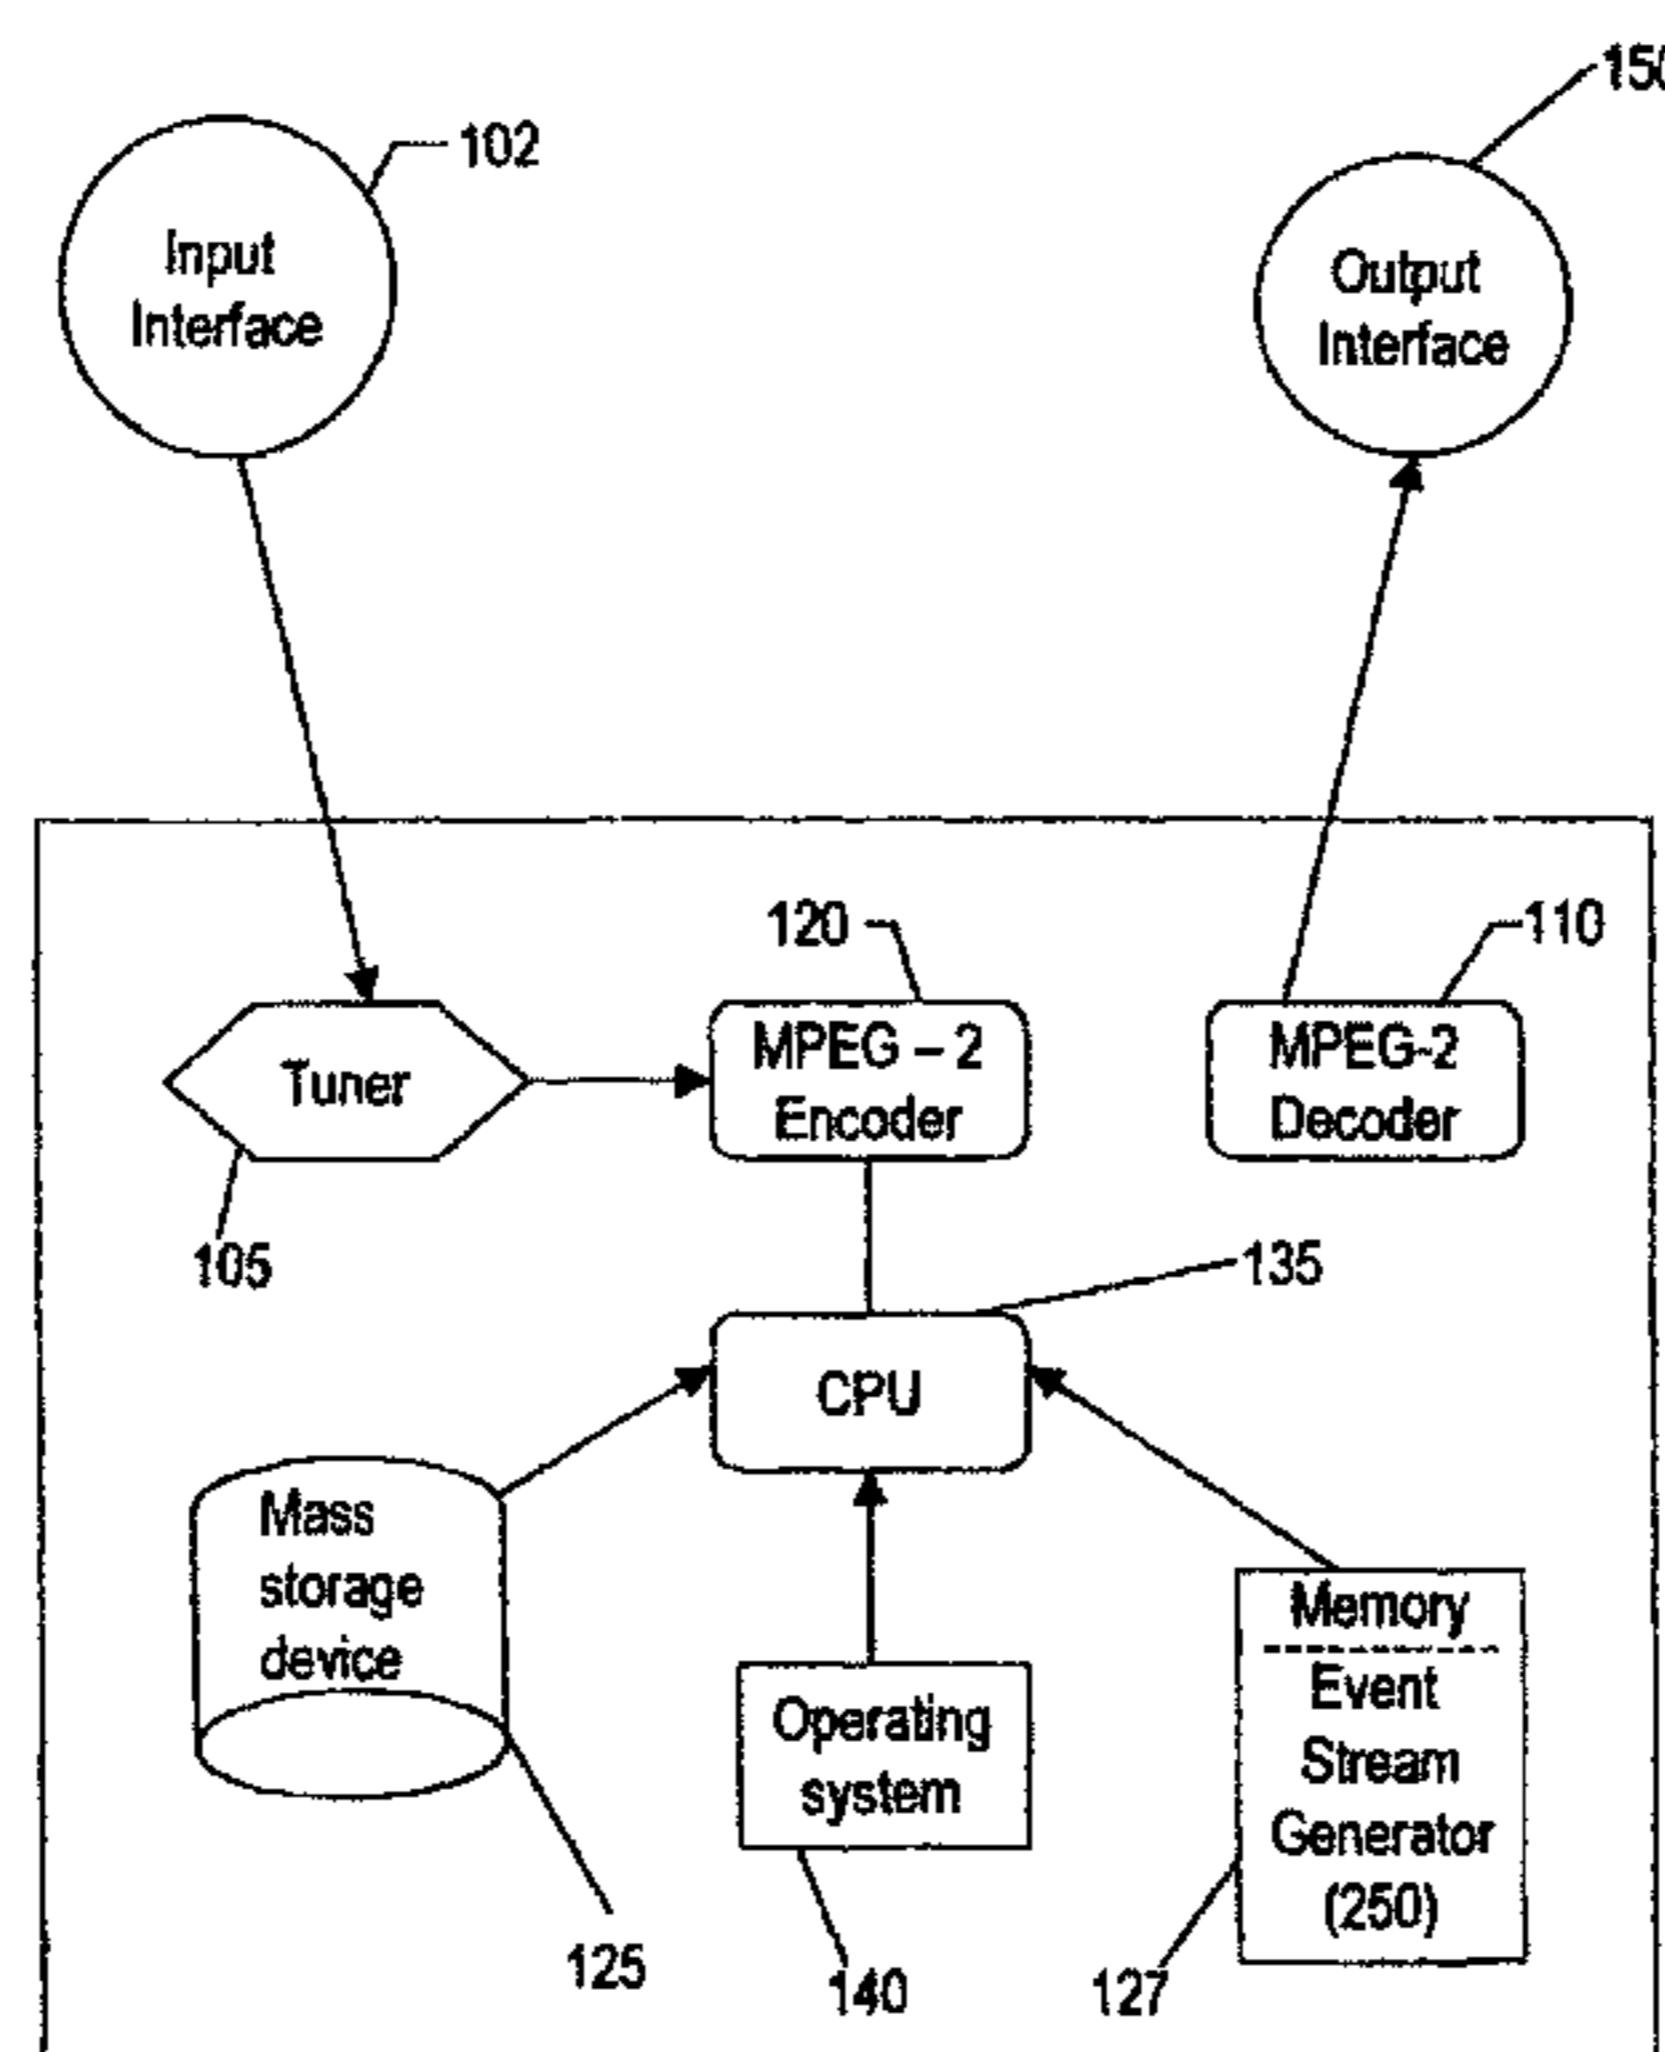 150
102
Input
Interface
Output
Interface
120
110
Tuner
MPEG – 2
Encoder
MPEG-2
Decoder
105
135
CPU
Mass
storage
device
Memory
Event
Stream
Generator
(250)
Operating
system
125
140
127